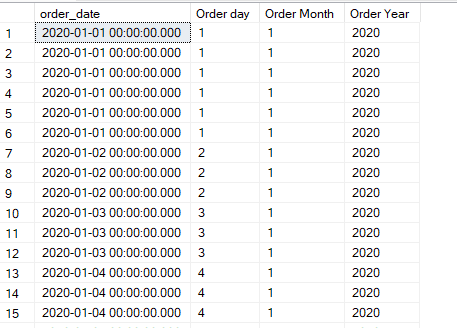 order_date Order day Order Month Order Year
1 2020-01-01 00:00:00.000 1 1 2020
2 2020-01-01 00:00:00.000 1 1 2020
3 2020-01-01 00:00:00.000 1 1 2020
4 2020-01-01 00:00:00.000 1 1 2020
5 2020-01-01 00:00:00.000 1 1 2020
6 2020-01-01 00:00:00.000 1 1 2020
7 2020-01-02 00:00:00.000 2 1 2020
8 2020-01-02 00:00:00.000 2 1 2020
9 2020-01-02 00:00:00.000 2 1 2020
10 2020-01-03 00:00:00.000 3 1 2020
11 2020-01-03 00:00:00.000 3 1 2020
12 2020-01-03 00:00:00.000 3 1 2020
13 2020-01-04 00:00:00.000 4 1 2020
14 2020-01-04 00:00:00.000 4 1 2020
15 2020-01-04 00:00:00.000 4 1 2020